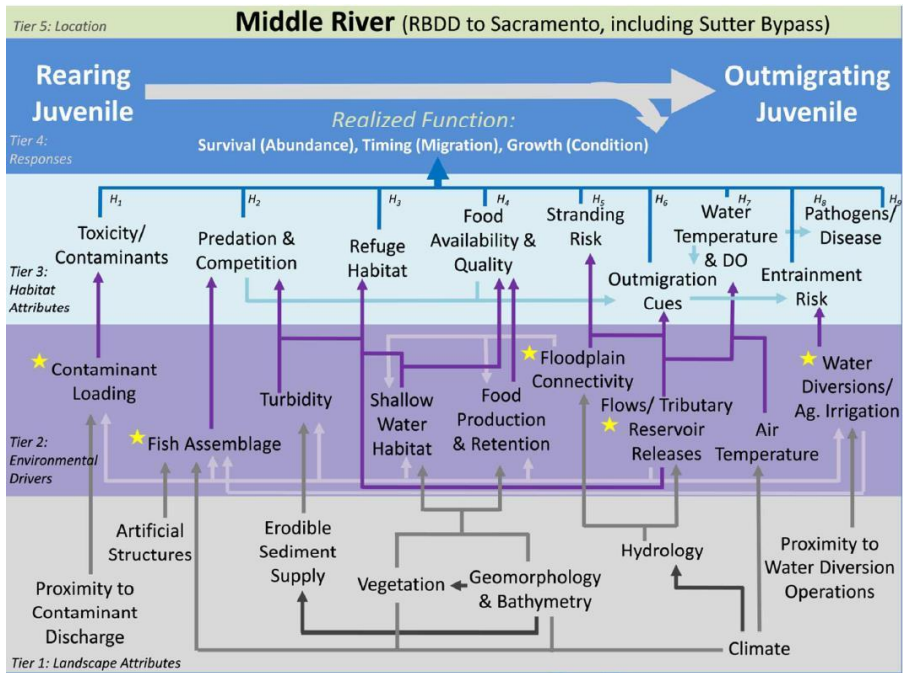 Tier 5: Location
Middle River (RBDD to Sacramento, including Sutter Bypass)
Rearing
Juvenile
Outmigrating
Juvenile
Realized Function:
Survival (Abundance), Timing (Migration), Growth (Condition)
Tier 4:
Responses
H1
H2
H3
H4
H5
H6
H7
H8
H9
Toxicity/
Contaminants
Predation &
Competition
Refuge
Habitat
Food
Availability &
Quality
Stranding
Risk
Outmigration
Cues
Water
Temperature
& DO
Entrainment
Risk
Pathogens/
Disease
Tier 3:
Habitat
Attributes
Contaminant
Loading
Fish Assemblage
Turbidity
Shallow
Water
Habitat
Food
Production
& Retention
Floodplain
Connectivity
Flows/ Tributary
Reservoir
Releases
Air
Temperature
Water
Diversions/
Ag. Irrigation
Tier 2:
Environmental
Drivers
Artificial
Structures
Proximity to
Contaminant
Discharge
Erodible
Sediment
Supply
Vegetation
Geomorphology
& Bathymetry
Hydrology
Climate
Proximity to
Water Diversion
Operations
Tier 1: Landscape Attributes